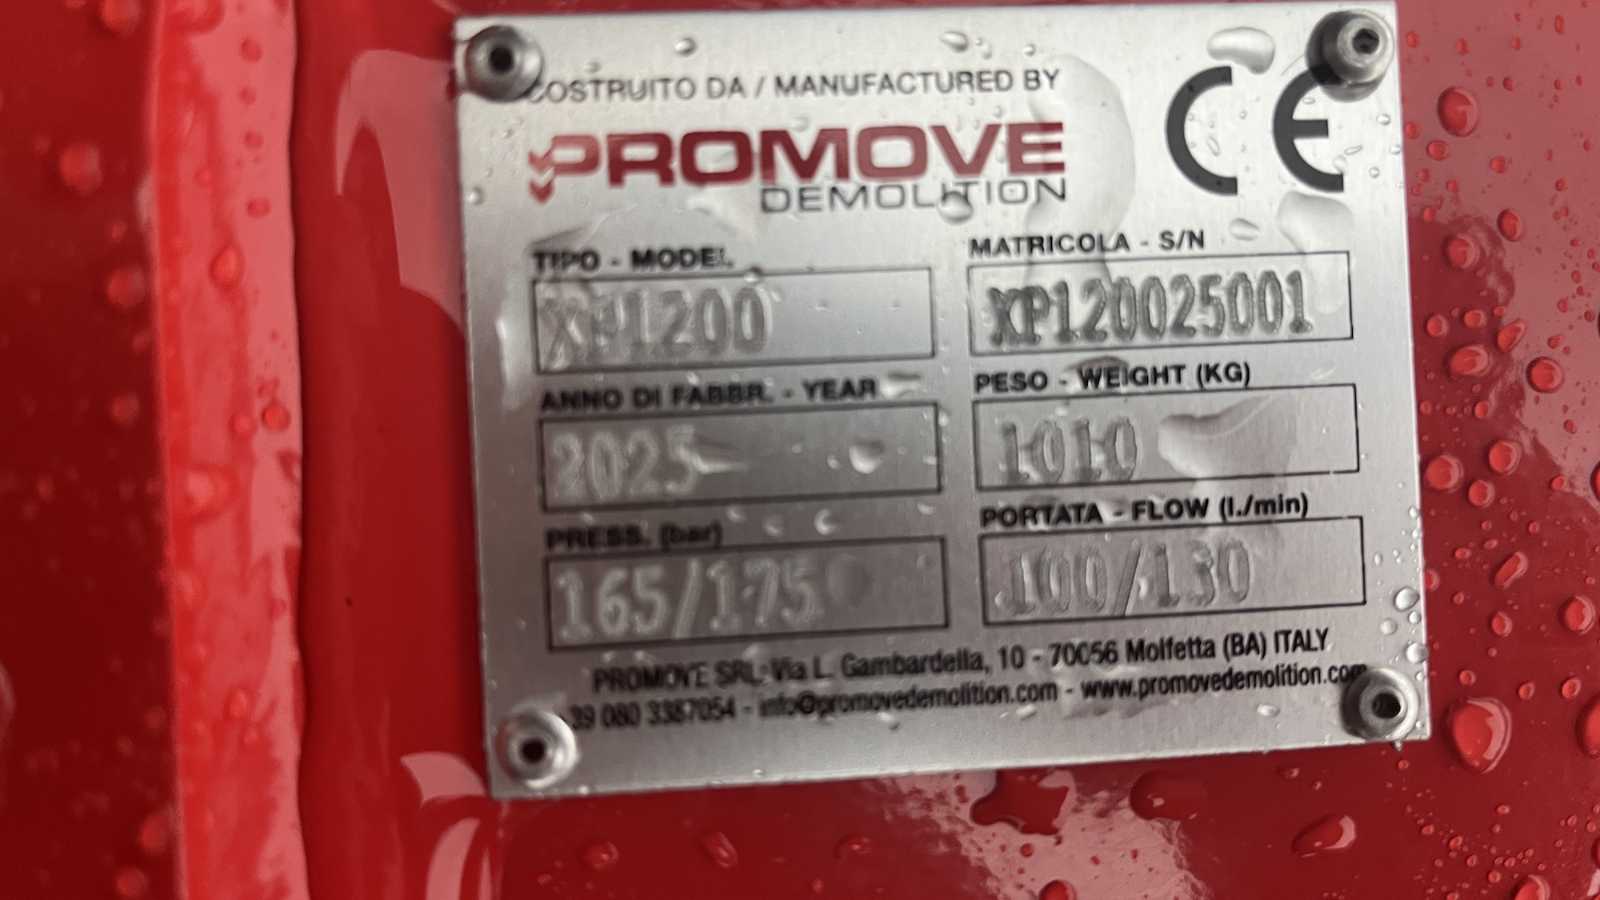 COSTRUITO DA / MANUFACTURED BY
PROMOVE
DEMOLITION
CE
TIPO - MODEL
XP1200
MATRICOLA - S/N
XP120025001
ANNO DI FABBR. - YEAR
2025
PESO - WEIGHT (KG)
1010
PRESS. (bar)
165/175
PORTATA - FLOW (l./min)
100/130
PROMOVE SRL- Via L. Gambardella, 10 - 70056 Molfetta (BA) ITALY
39 080 3387054 - info@promovedemolition.com - www.promovedemolition.com